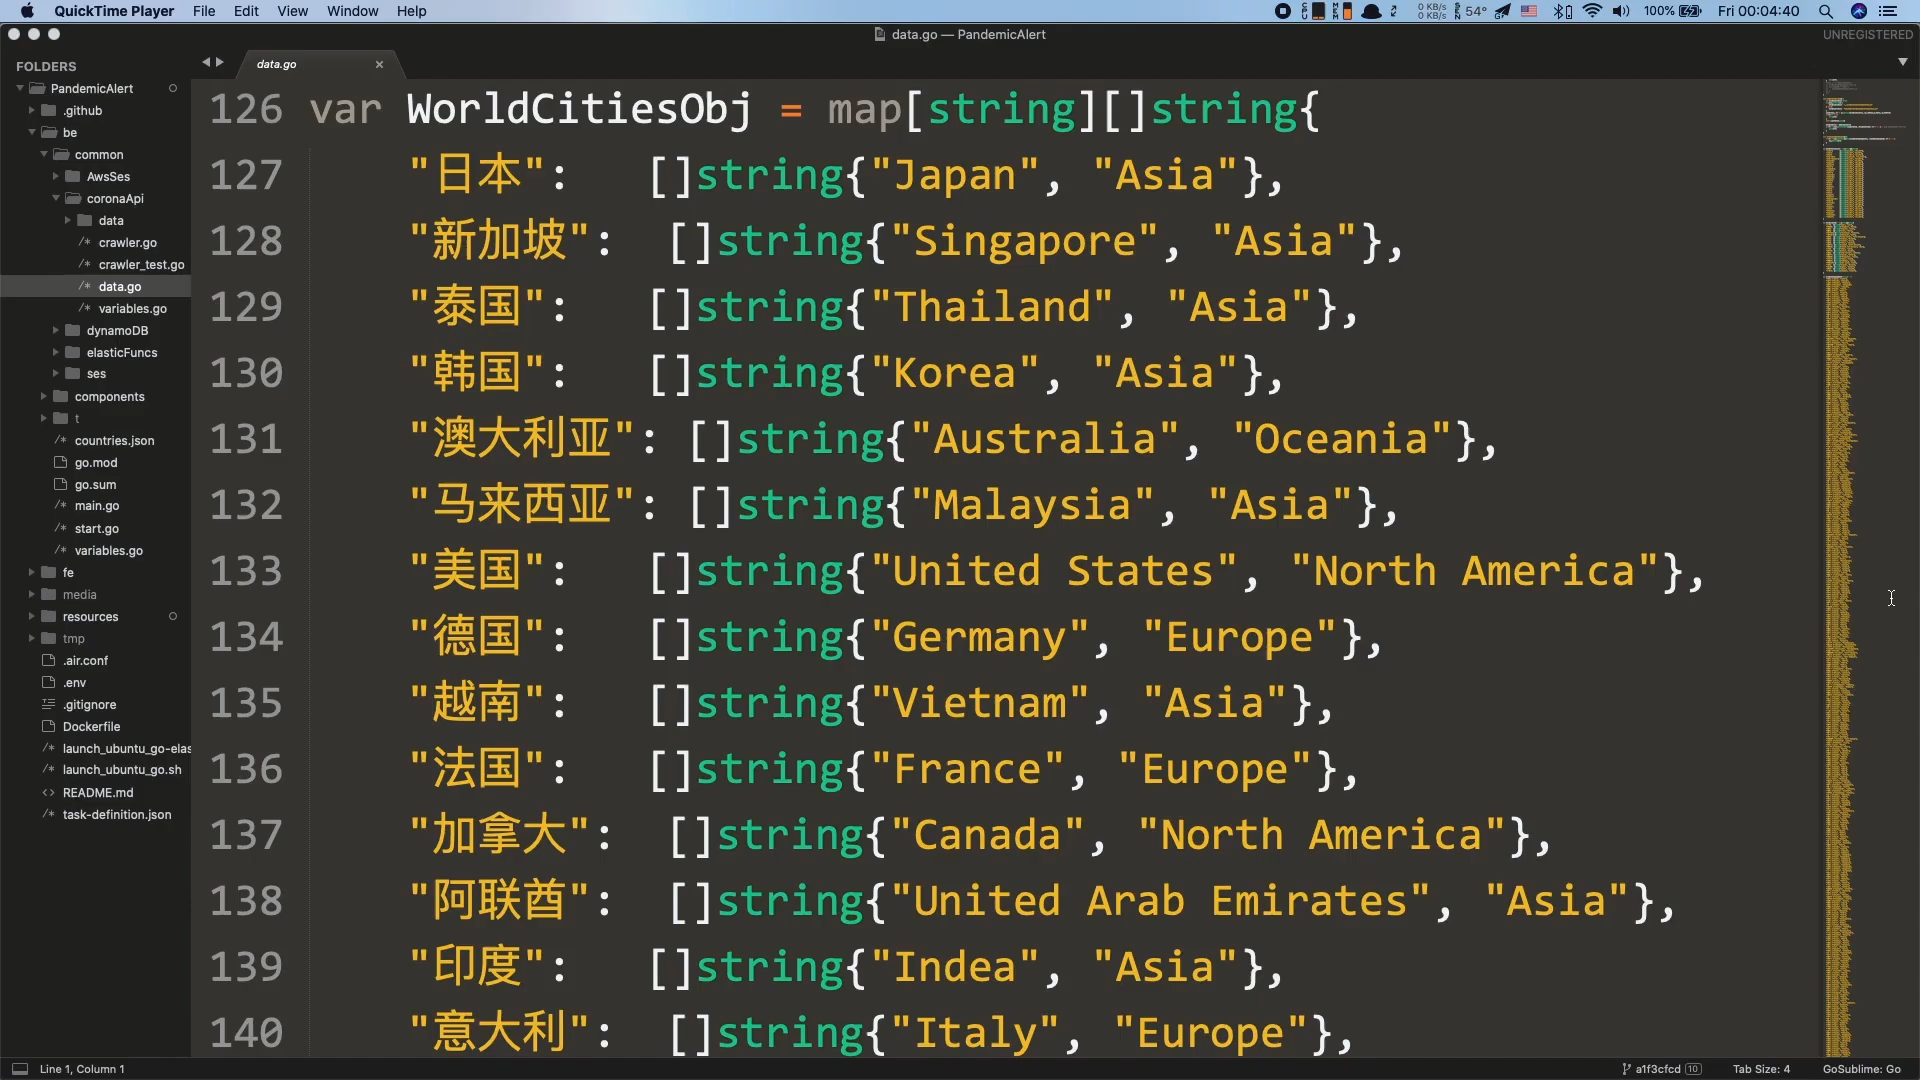 QuickTime Player File Edit View Window Help
0 KB/s
0 KB/s
54° 100% Fri 00:04:40
data.go — PandemicAlert UNREGISTERED
FOLDERS
PandemicAlert
.github
be
common
AwsSes
coronaApi
data
/* crawler.go
/* crawler_test.go
/* data.go
/* variables.go
dynamoDB
elasticFuncs
ses
components
t
/* countries.json
go.mod
go.sum
/* main.go
/* start.go
/* variables.go
fe
media
resources
tmp
.air.conf
.env
.gitignore
Dockerfile
/* launch_ubuntu_go-elas
/* launch_ubuntu_go.sh
<> README.md
/* task-definition.json
data.go ×
126 var WorldCitiesObj = map[string][]string{
127 "日本": []string{"Japan", "Asia"},
128 "新加坡": []string{"Singapore", "Asia"},
129 "泰国": []string{"Thailand", "Asia"},
130 "韩国": []string{"Korea", "Asia"},
131 "澳大利亚": []string{"Australia", "Oceania"},
132 "马来西亚": []string{"Malaysia", "Asia"},
133 "美国": []string{"United States", "North America"},
134 "德国": []string{"Germany", "Europe"},
135 "越南": []string{"Vietnam", "Asia"},
136 "法国": []string{"France", "Europe"},
137 "加拿大": []string{"Canada", "North America"},
138 "阿联酋": []string{"United Arab Emirates", "Asia"},
139 "印度": []string{"Indea", "Asia"},
140 "意大利": []string{"Italy", "Europe"},
Line 1, Column 1 a1f3cfcd 10 Tab Size: 4 GoSublime: Go